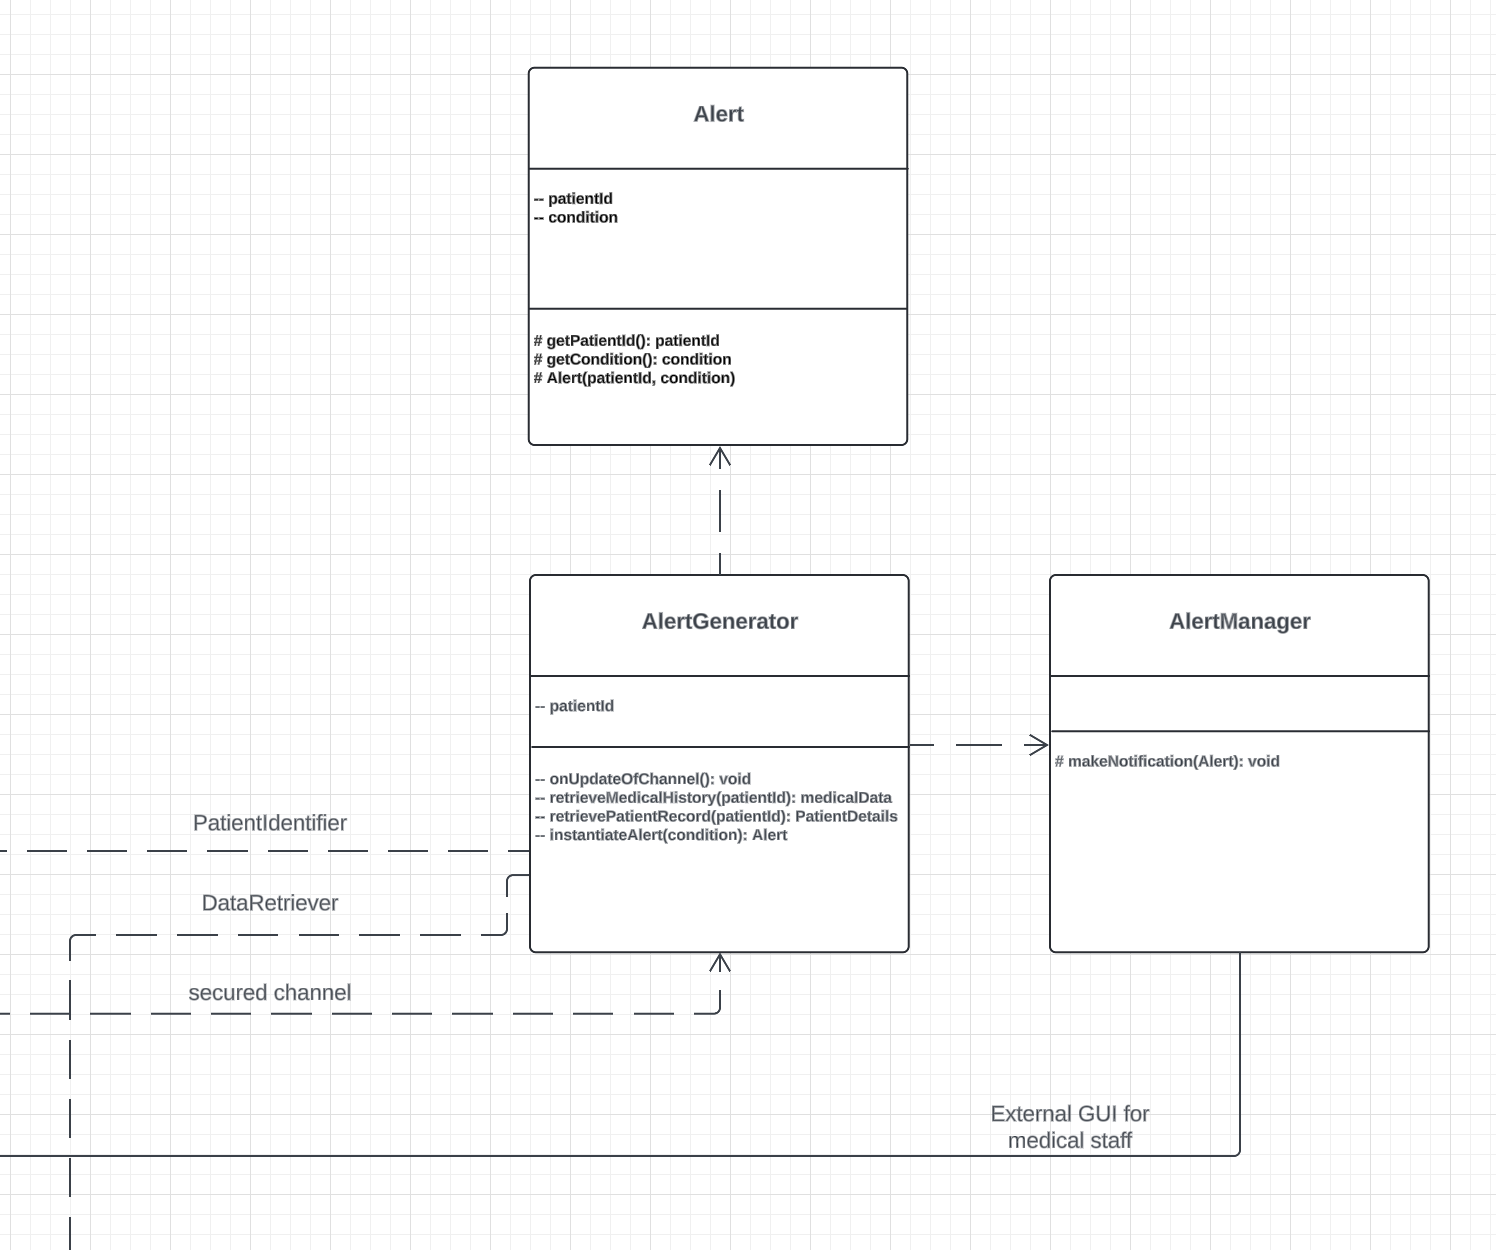 Alert
-- patientId
-- condition
# getPatientId(): patientId
# getCondition(): condition
# Alert(patientId, condition)
AlertGenerator
-- patientId
-- onUpdateOfChannel(): void
-- retrieveMedicalHistory(patientId): medicalData
-- retrievePatientRecord(patientId): PatientDetails
-- instantiateAlert(condition): Alert
AlertManager
# makeNotification(Alert): void
PatientIdentifier
DataRetriever
secured channel
External GUI for
medical staff